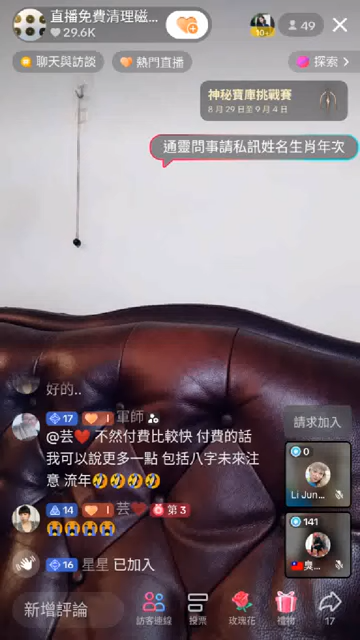 直播免費清理磁...
29.6K
10+
49
聊天與訪談
熱門直播
探索
神秘寶庫挑戰賽
8月29日至9月4日
通靈問事請私訊姓名生肖年次
好的..
17 I 軍師
@芸❤️ 不然付費比較快 付費的話
我可以說更多一點 包括八字未來注
意 流年🤣🤣🤣🤣
請求加入
0
Li Jun...
14 I 芸❤️ 第3
😭😭😭😭
141
16 星星 已加入
新增評論
訪客連線
投票
玫瑰花
禮物
17